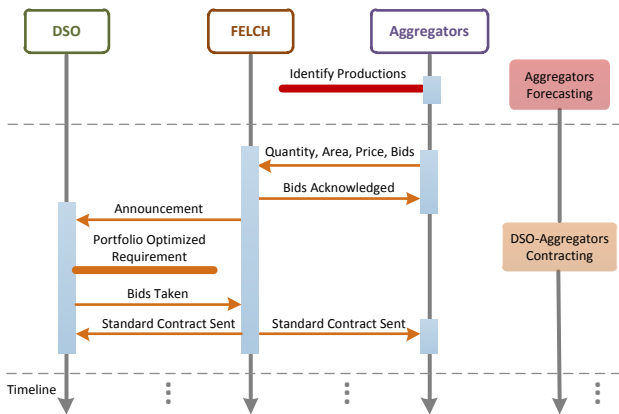 DSO
FELCH
Aggregators
Identify Productions
Aggregators
Forecasting
Quantity, Area, Price, Bids
Bids Acknowledged
Announcement
Portfolio Optimized
Requirement
DSO-Aggregators
Contracting
Bids Taken
Standard Contract Sent
Standard Contract Sent
Timeline